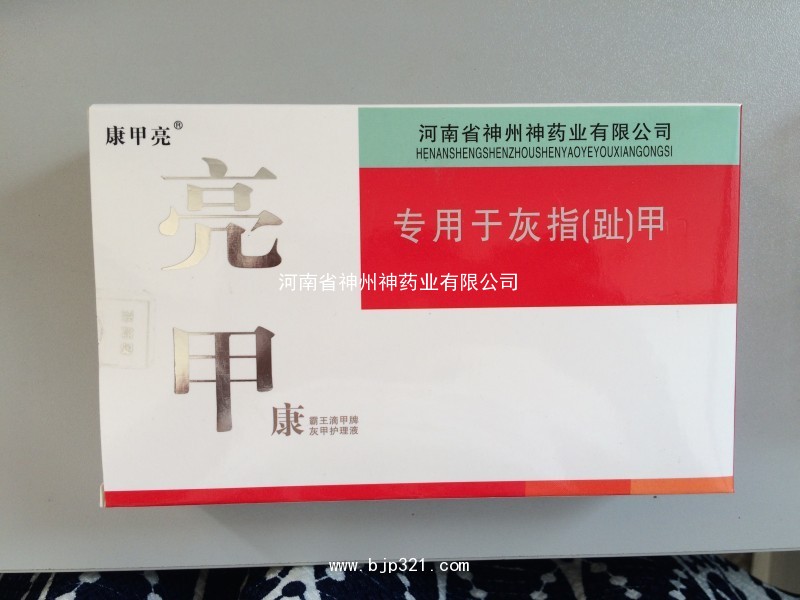 康甲亮®
河南省神州神药业有限公司
HENANSHENGSHENZHOUSHENYAOYEYOUXIANGONGSI
专用于灰指(趾)甲
亮甲康
霸王滴甲牌
灰甲护理液
河南省神州神药业有限公司
www.bjp321.com